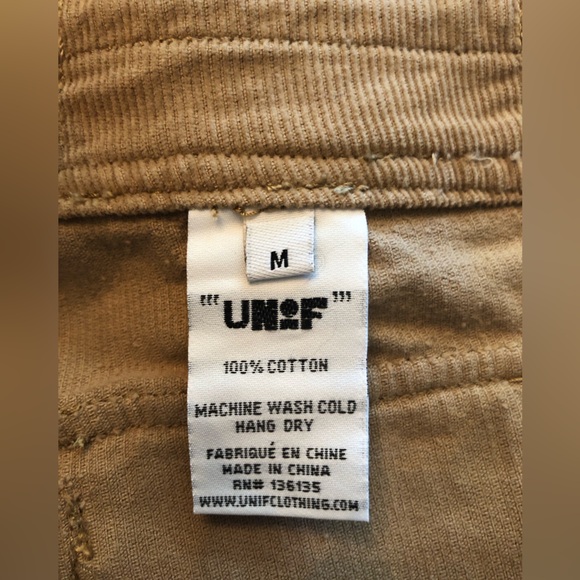 M
"'UNIF'"
100% COTTON
MACHINE WASH COLD
HANG DRY
FABRIQUÉ EN CHINE
MADE IN CHINA
RN# 136135
WWW.UNIFCLOTHING.COM